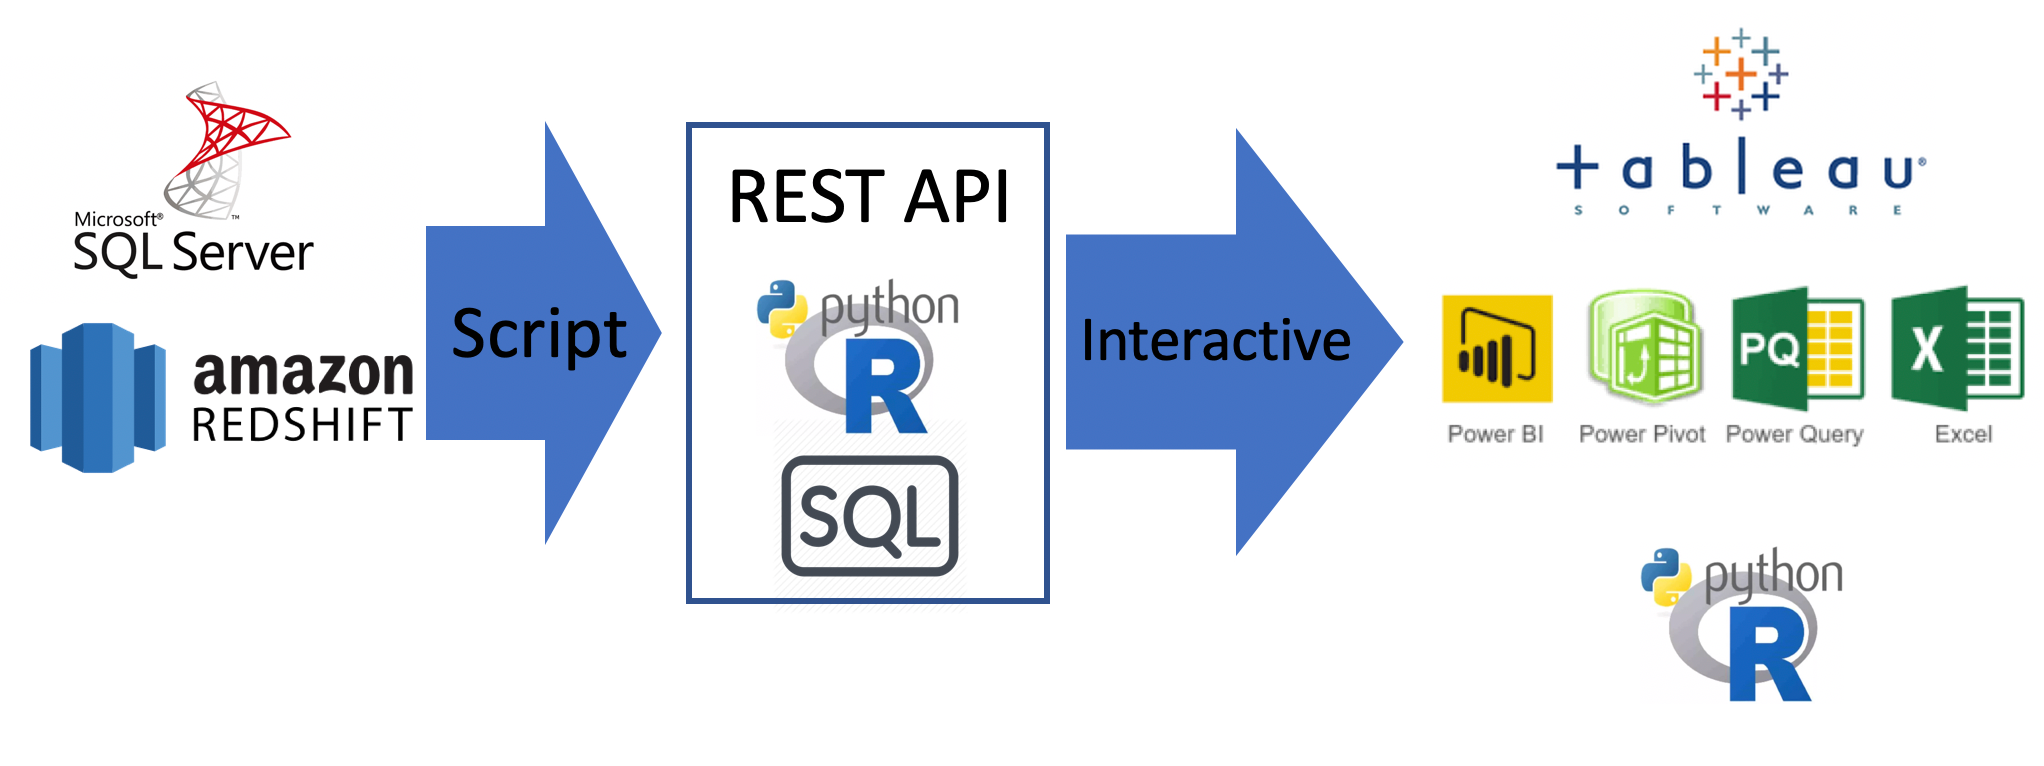 Microsoft®
SQL Server™
amazon
REDSHIFT
Script
REST API
python
R
SQL
Interactive
+ableau®
SOFTWARE
PQ
X
Power BI
Power Pivot
Power Query
Excel
python
R